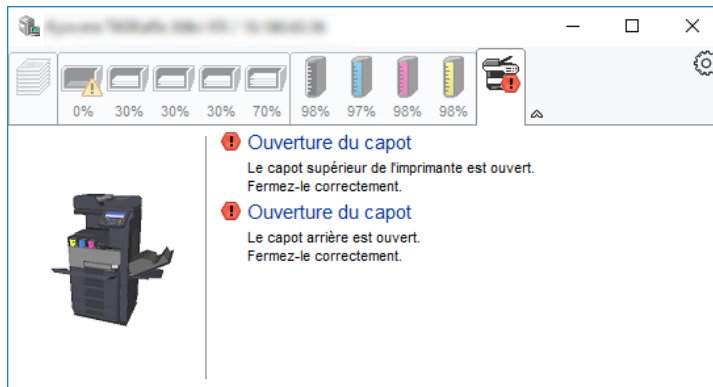 0% 30% 30% 30% 70% 98% 97% 98% 98%
Ouverture du capot
Le capot supérieur de l'imprimante est ouvert.
Fermez-le correctement.
Ouverture du capot
Le capot arrière est ouvert.
Fermez-le correctement.